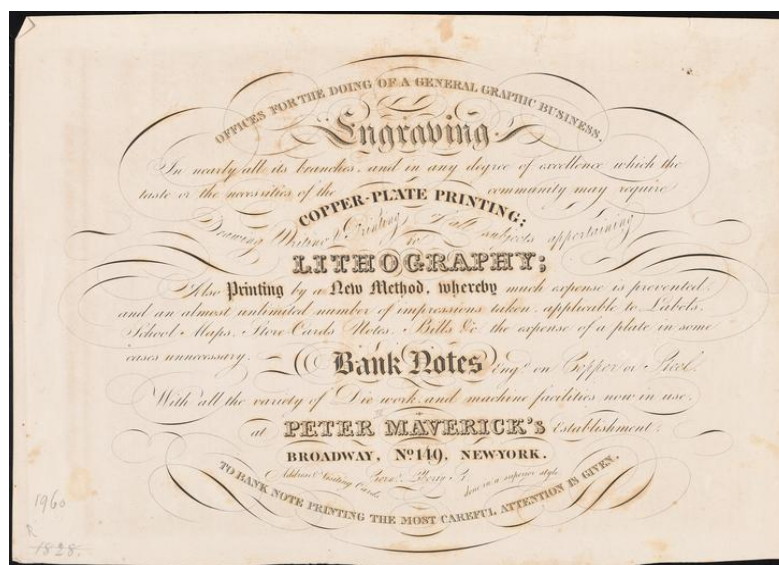 OFFICES FOR THE DOING OF A GENERAL GRAPHIC BUSINESS.
Engraving
In nearly all its branches, and in any degree of excellence which the
taste or the necessities of the community may require
COPPER-PLATE PRINTING;
Drawing Writing & Printing, & all subjects appertaining
to
LITHOGRAPHY;
Also Printing by a New Method, whereby much expense is prevented,
and an almost unlimited number of impressions taken, applicable to Labels,
School Maps, Store Cards Notes, Bills &c the expense of a plate in some
cases unnecessary. Bank Notes Engd. on Copper or Steel.
With all the variety of Die work, and machine facilities now in use,
at PETER MAVERICK's Establishment.
BROADWAY, No 149, NEW-YORK.
Address & Visiting Cards done in a superior style
TO BANK NOTE PRINTING THE MOST CAREFUL ATTENTION IS GIVEN.
1960
R
1828.